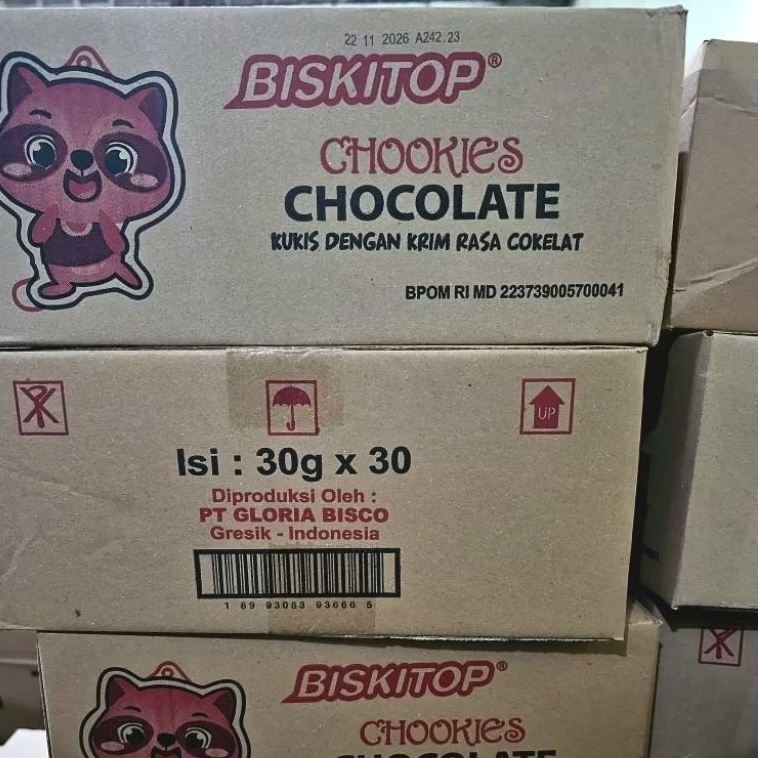 22 11 2026 A242.23
BISKITOP®
CHOOKIES
CHOCOLATE
KUKIS DENGAN KRIM RASA COKELAT
BPOM RI MD 223739005700041
UP
Isi : 30g x 30
Diproduksi Oleh :
PT GLORIA BISCO
Gresik - Indonesia
1 89 93083 93666 5
BISKITOP®
CHOOKIES
CHOCOLATE